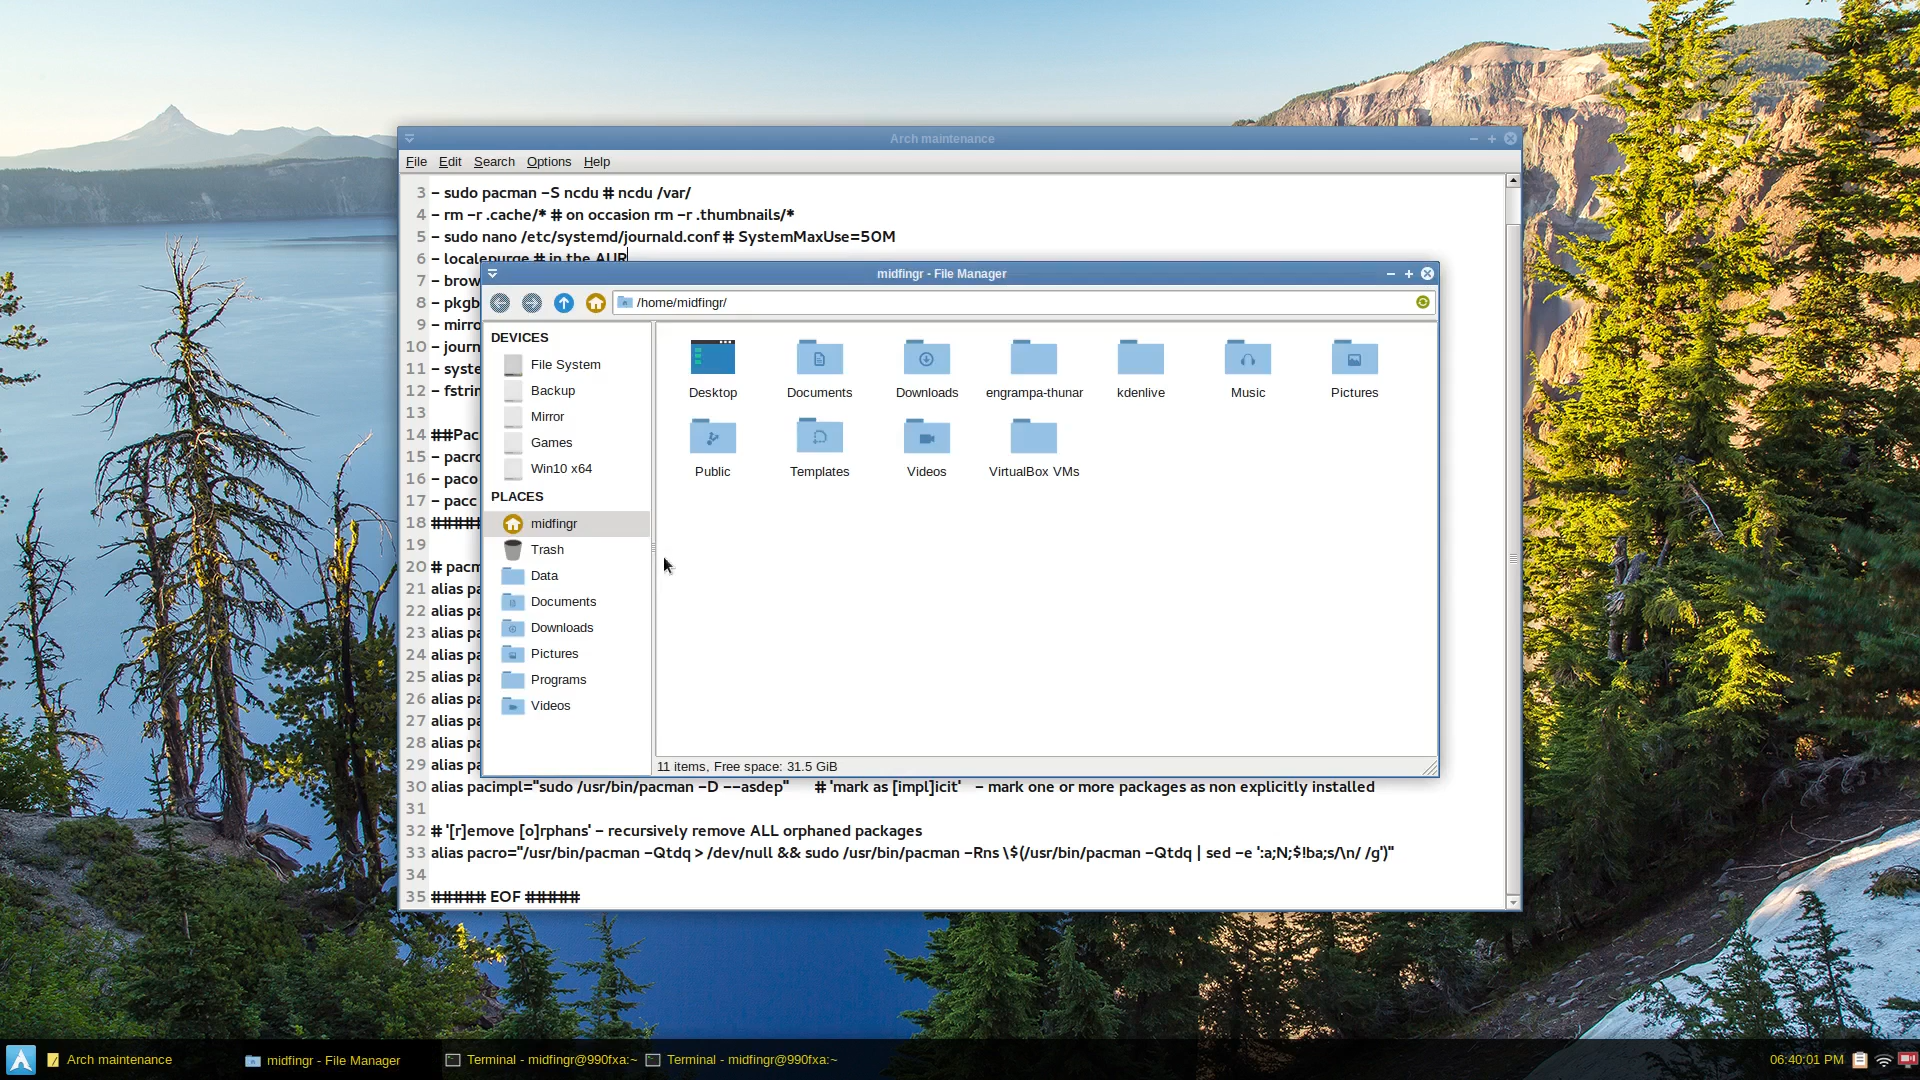 Arch maintenance
File Edit Search Options Help
3 - sudo pacman -S ncdu # ncdu /var/
4 - rm -r .cache/* # on occasion rm -r .thumbnails/*
5 - sudo nano /etc/systemd/journald.conf # SystemMaxUse=50M
6 - localepurge # in the AUR
7 - brow
8 - pkgb
9 - mirro
10 - journ
11 - syste
12 - fstrin
13
14 ##Pac
15 - pacro
16 - paco
17 - pacc
18 #####
19
20 # pacm
21 alias pa
22 alias pa
23 alias pa
24 alias pa
25 alias pa
26 alias pa
27 alias pa
28 alias pa
29 alias pa
30 alias pacimpl="sudo /usr/bin/pacman -D --asdep" # 'mark as [impl]icit' - mark one or more packages as non explicitly installed
31
32 # '[r]emove [o]rphans' - recursively remove ALL orphaned packages
33 alias pacro="/usr/bin/pacman -Qtdq > /dev/null && sudo /usr/bin/pacman -Rns \$(/usr/bin/pacman -Qtdq | sed -e ':a;N;$!ba;s/\n/ /g')"
34
35 ##### EOF #####
midfingr - File Manager
/home/midfingr/
DEVICES
File System
Backup
Mirror
Games
Win10 x64
PLACES
midfingr
Trash
Data
Documents
Downloads
Pictures
Programs
Videos
Desktop Documents Downloads engrampa-thunar kdenlive Music Pictures
Public Templates Videos VirtualBox VMs
11 items, Free space: 31.5 GiB
Arch maintenance midfingr - File Manager Terminal - midfingr@990fxa:~ Terminal - midfingr@990fxa:~ 06:40:01 PM